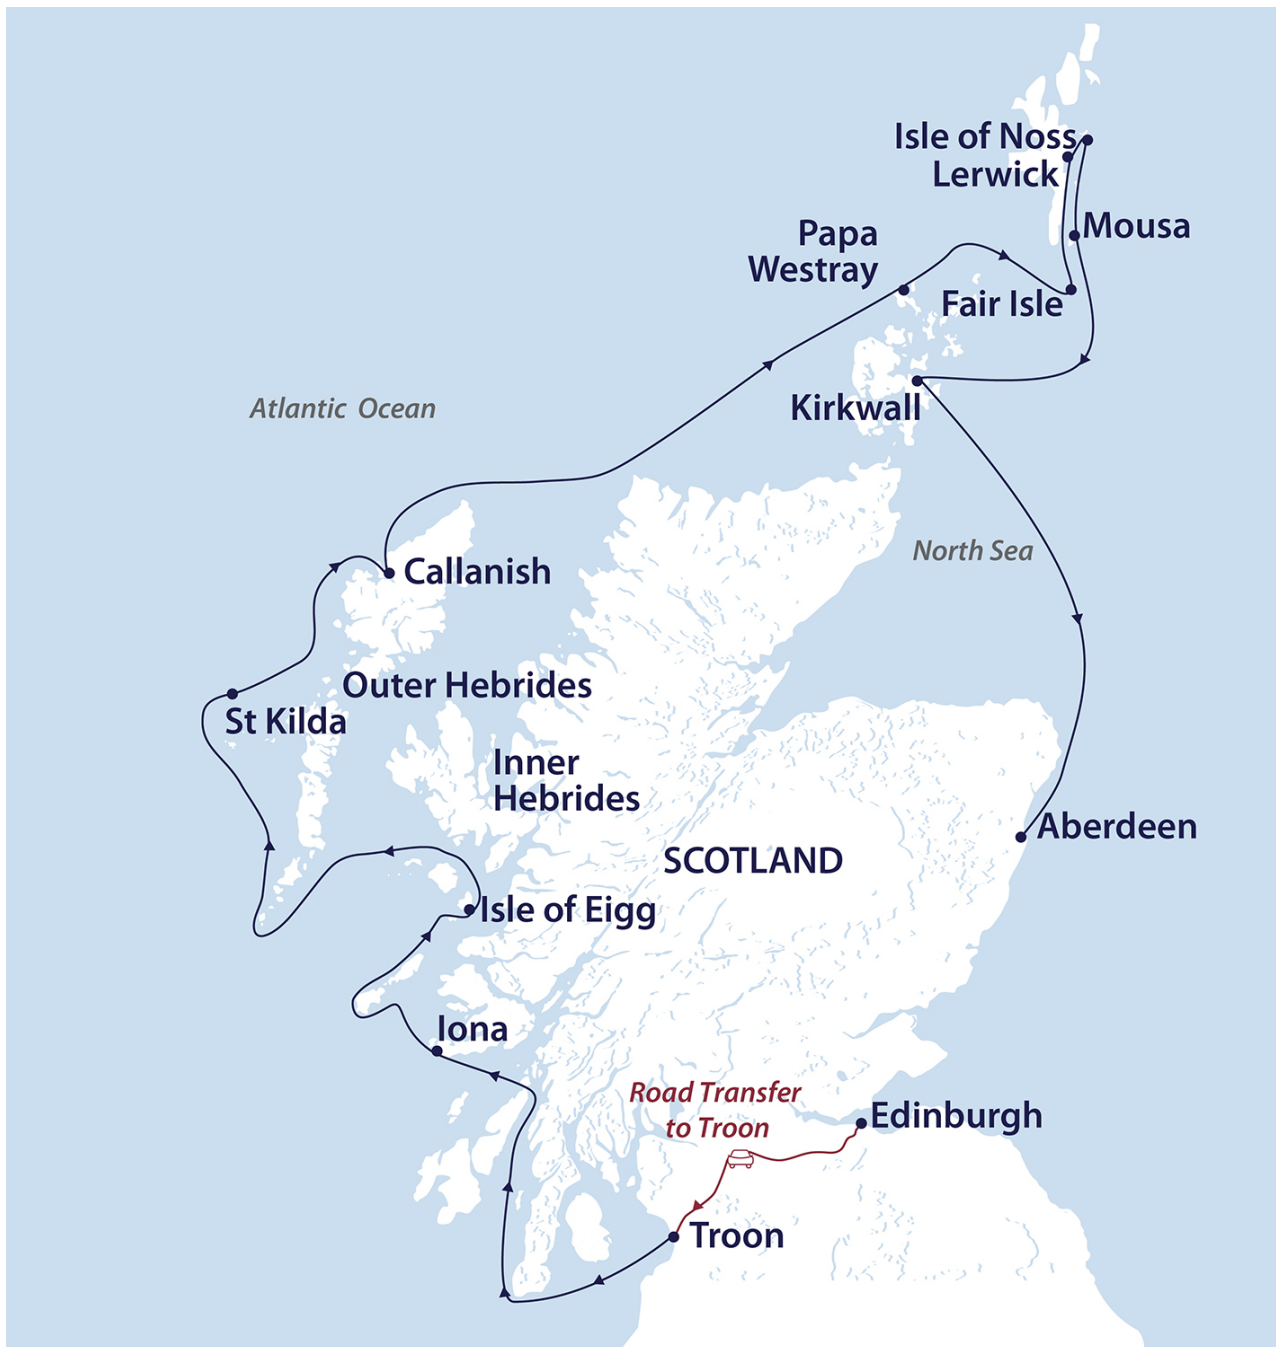 Isle of Noss
Lerwick
Mousa
Papa
Westray
Fair Isle
Kirkwall
Atlantic Ocean
North Sea
Callanish
Outer Hebrides
St Kilda
Inner
Hebrides
Aberdeen
SCOTLAND
Isle of Eigg
Iona
Road Transfer
to Troon
Edinburgh
Troon